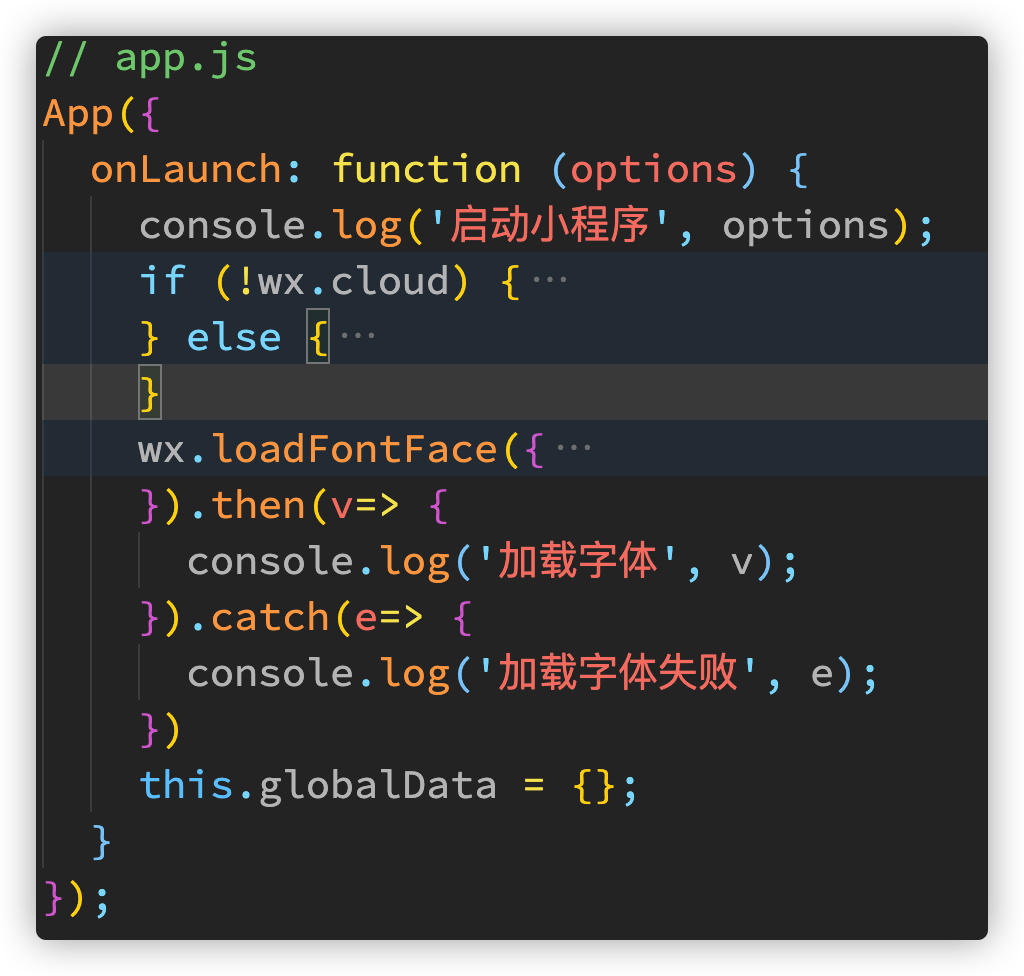 // app.js
App({
  onLaunch: function (options) {
    console.log('启动小程序', options);
    if (!wx.cloud) {···
    } else {···
    }
    wx.loadFontFace({···
    }).then(v=> {
      console.log('加载字体', v);
    }).catch(e=> {
      console.log('加载字体失败', e);
    })
    this.globalData = {};
  }
});